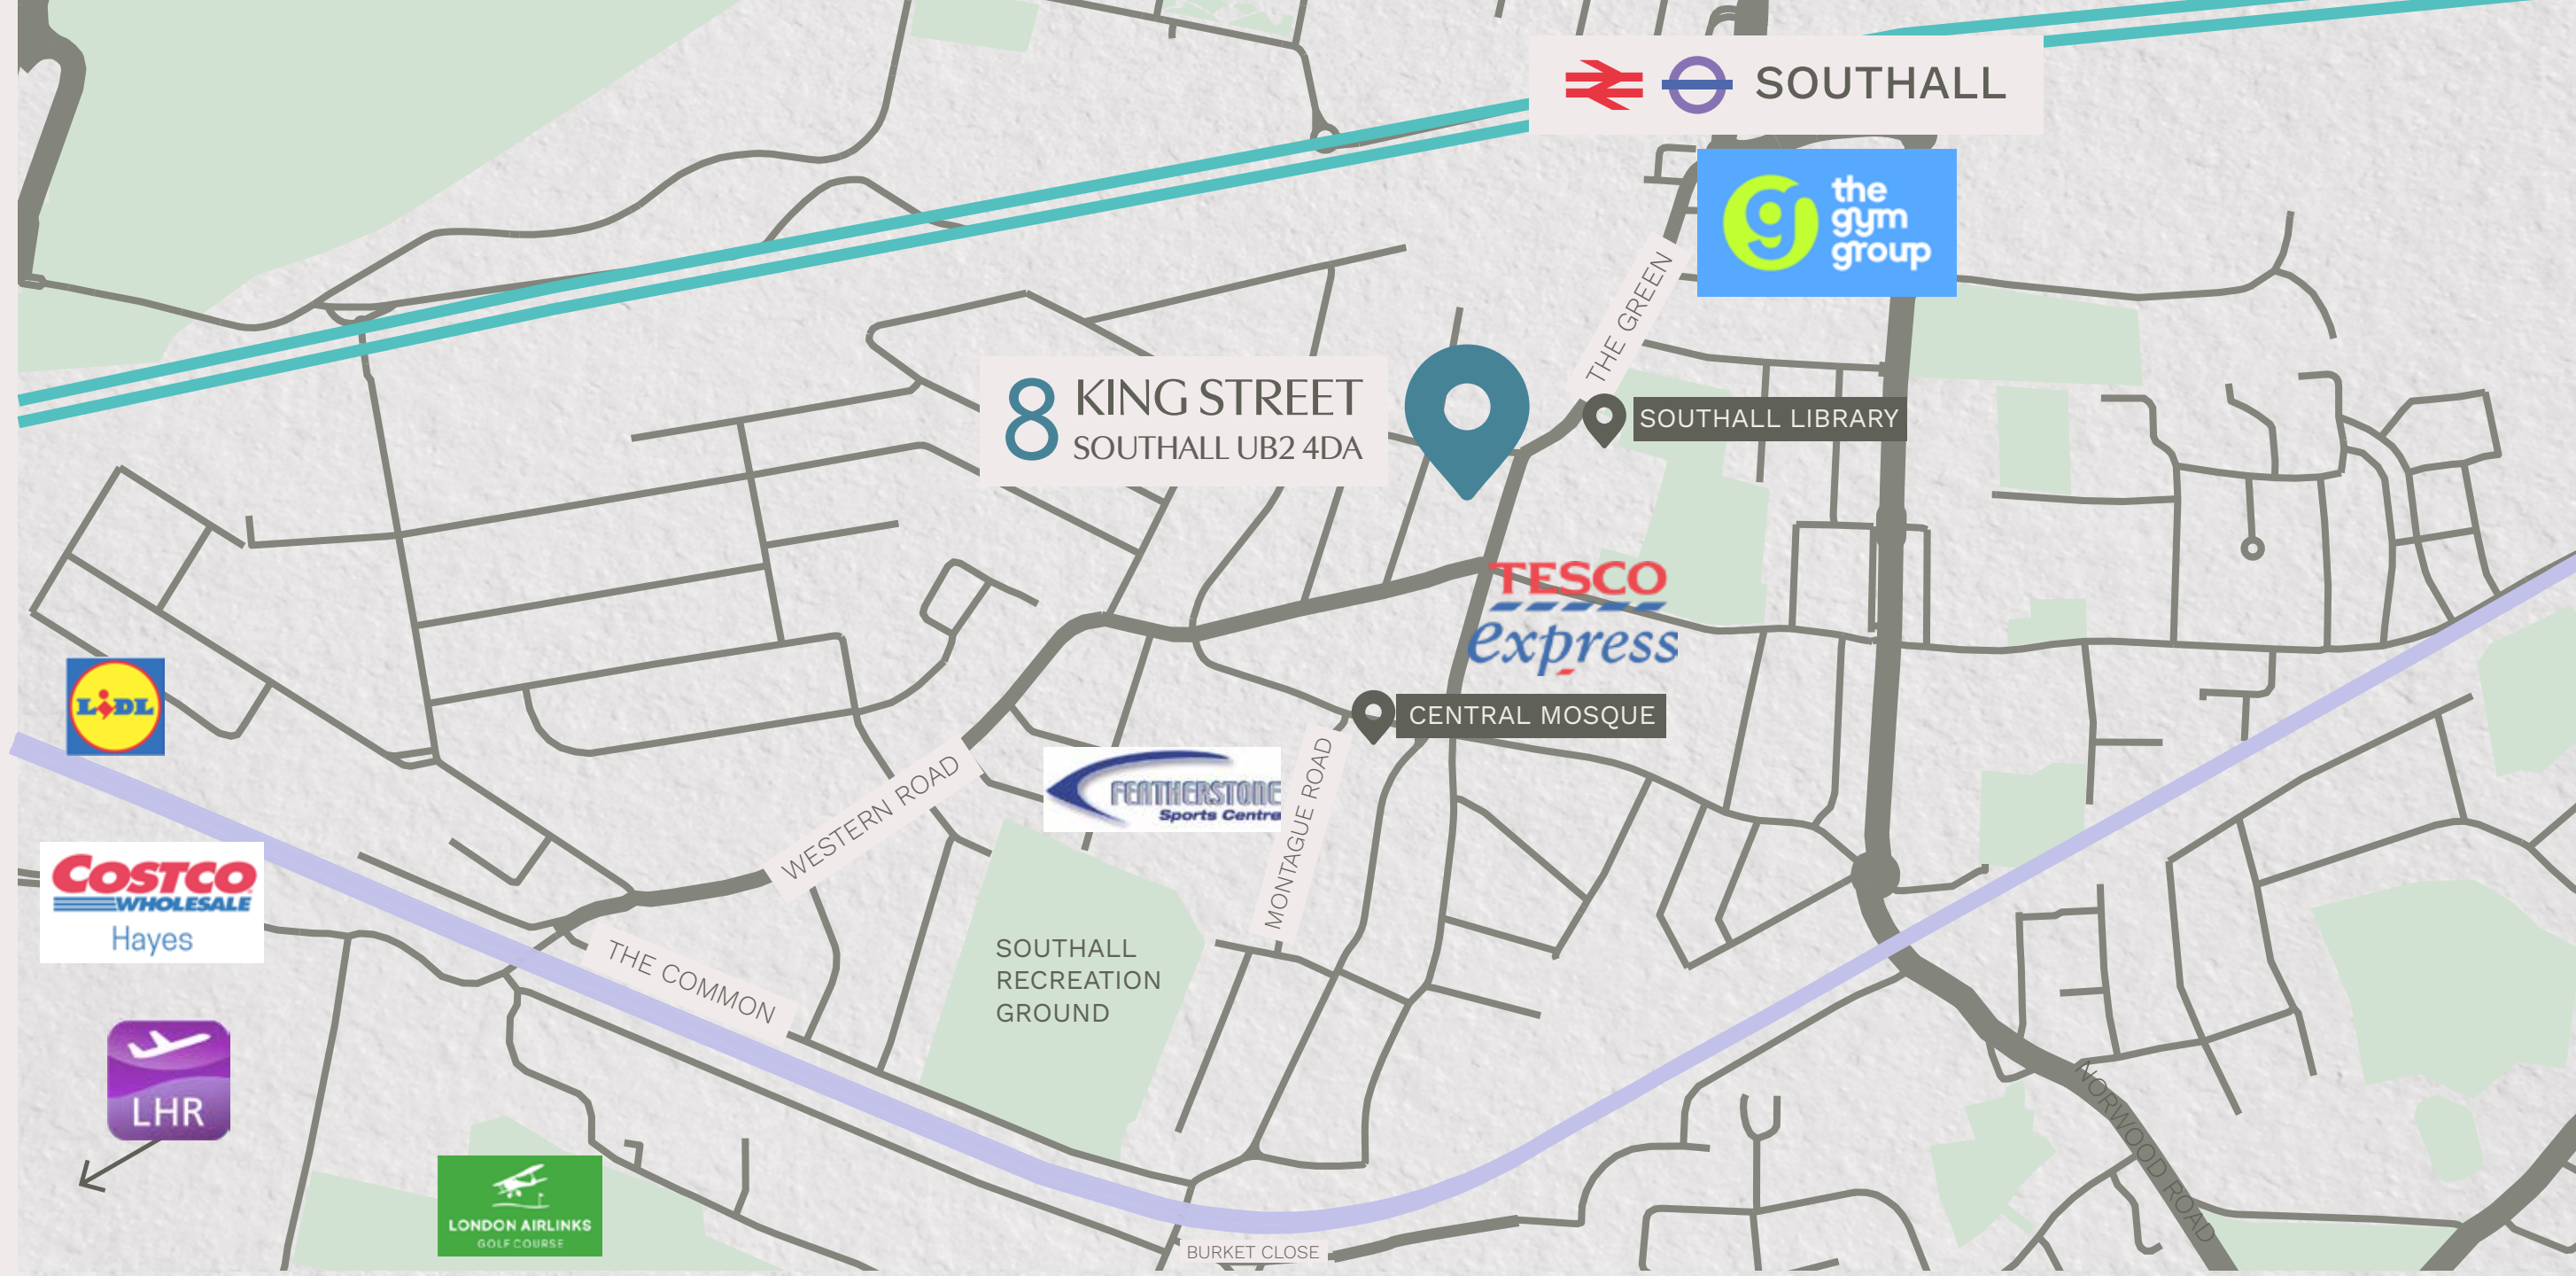 SOUTHALL
the
gym
group
THE GREEN
8 KING STREET
SOUTHALL UB2 4DA
SOUTHALL LIBRARY
TESCO
express
LIDL
CENTRAL MOSQUE
WESTERN ROAD
FEATHERSTONE
Sports Centre
MONTAGUE ROAD
COSTCO
WHOLESALE
Hayes
THE COMMON
SOUTHALL
RECREATION
GROUND
LHR
NORWOOD ROAD
LONDON AIRLINKS
GOLF COURSE
BURKET CLOSE